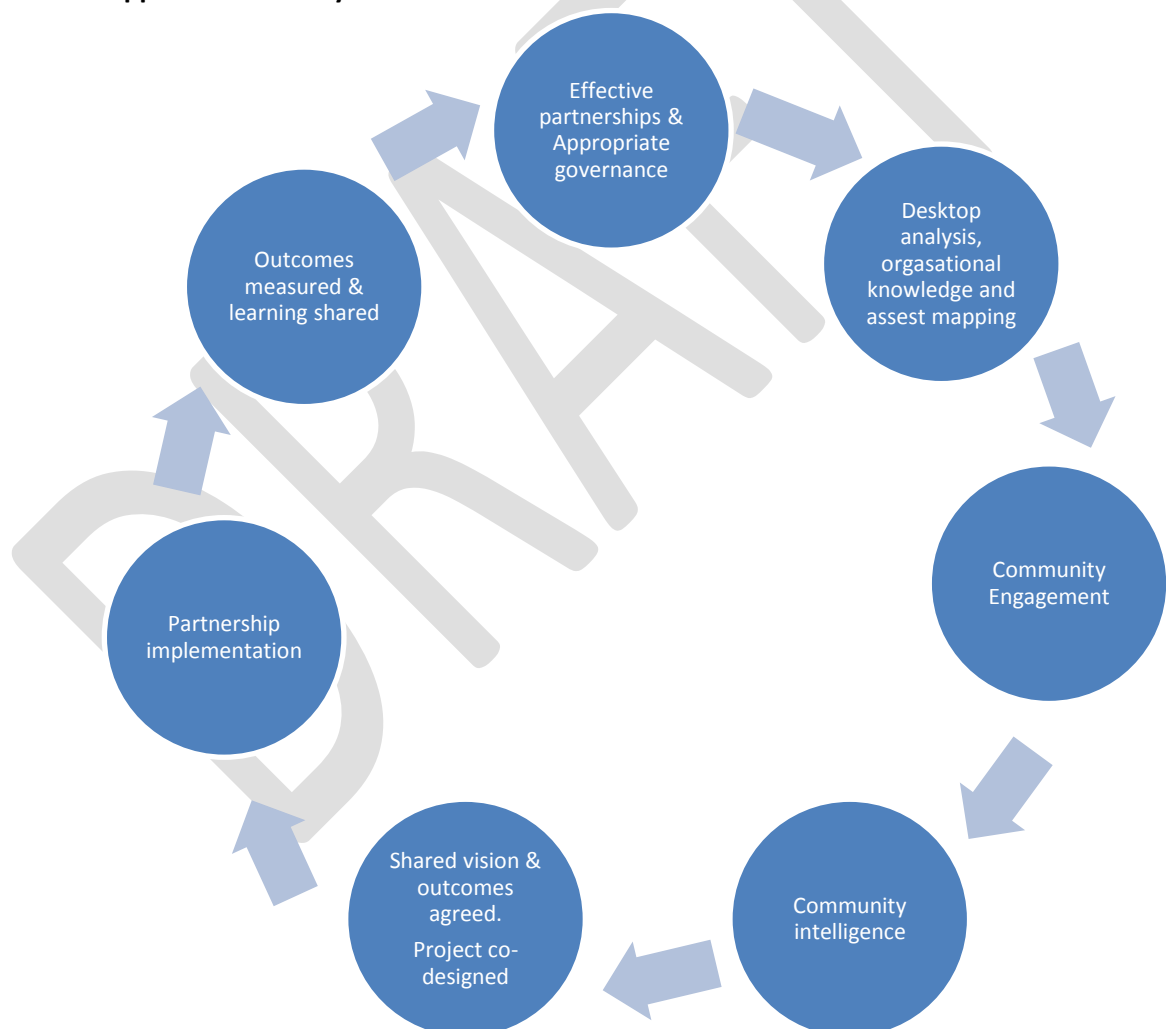 Effective
partnerships &
Appropriate
governance
Desktop
analysis,
orgasational
knowledge and
assest mapping
Community
Engagement
Community
intelligence
Shared vision &
outcomes
agreed.
Project co-
designed
Partnership
implementation
Outcomes
measured &
learning shared
DRAFT